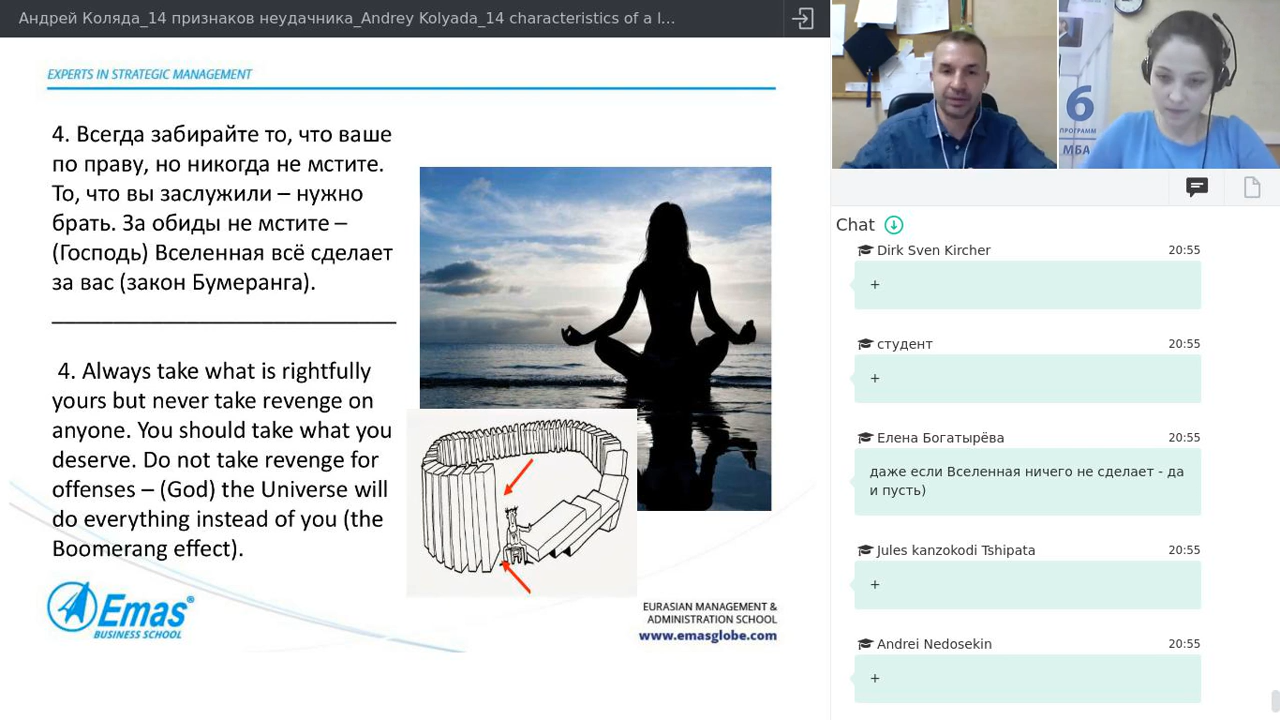 Андрей Коляда_14 признаков неудачника_Andrey Kolyada_14 characteristics of a l...
EXPERTS IN STRATEGIC MANAGEMENT
4. Всегда забирайте то, что ваше
по праву, но никогда не мстите.
То, что вы заслужили – нужно
брать. За обиды не мстите –
(Господь) Вселенная всё сделает
за вас (закон Бумеранга).
4. Always take what is rightfully
yours but never take revenge on
anyone. You should take what you
deserve. Do not take revenge for
offenses – (God) the Universe will
do everything instead of you (the
Boomerang effect).
Emas®
BUSINESS SCHOOL
EURASIAN MANAGEMENT &
ADMINISTRATION SCHOOL
www.emasglobe.com
6
ПРОГРАММ
МБА
Chat
Dirk Sven Kircher 20:55
+
студент 20:55
+
Елена Богатырёва 20:55
даже если Вселенная ничего не сделает - да
и пусть)
Jules kanzokodi Tshipata 20:55
+
Andrei Nedosekin 20:55
+